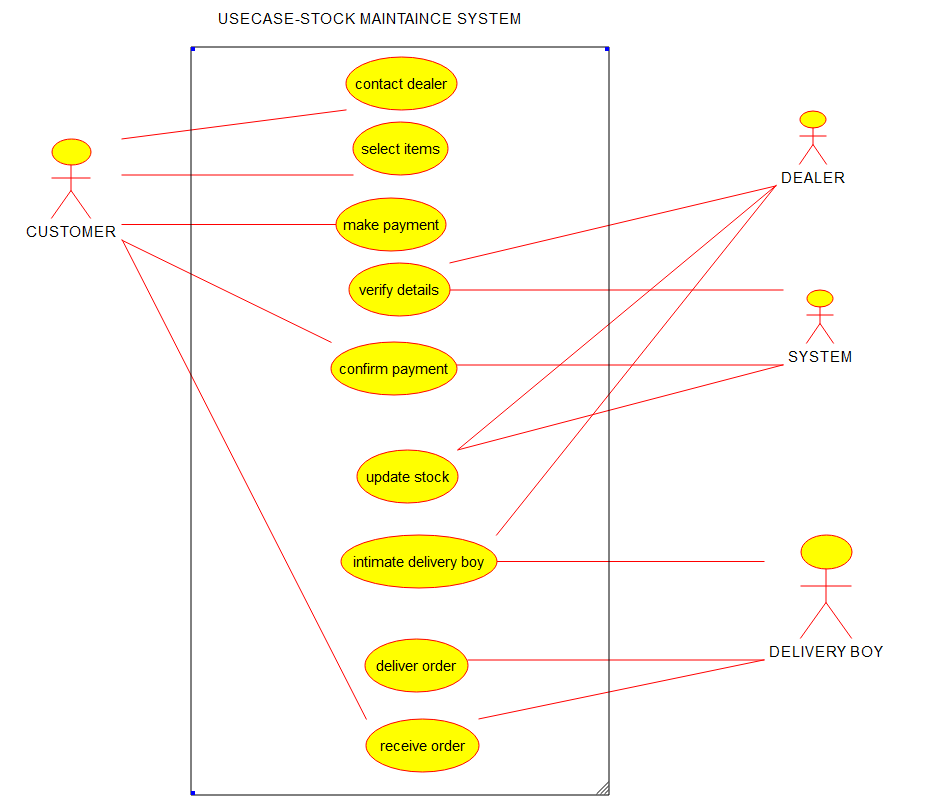 USECASE-STOCK MAINTAINCE SYSTEM
contact dealer
select items
make payment
verify details
confirm payment
update stock
intimate delivery boy
deliver order
receive order
CUSTOMER
DEALER
SYSTEM
DELIVERY BOY